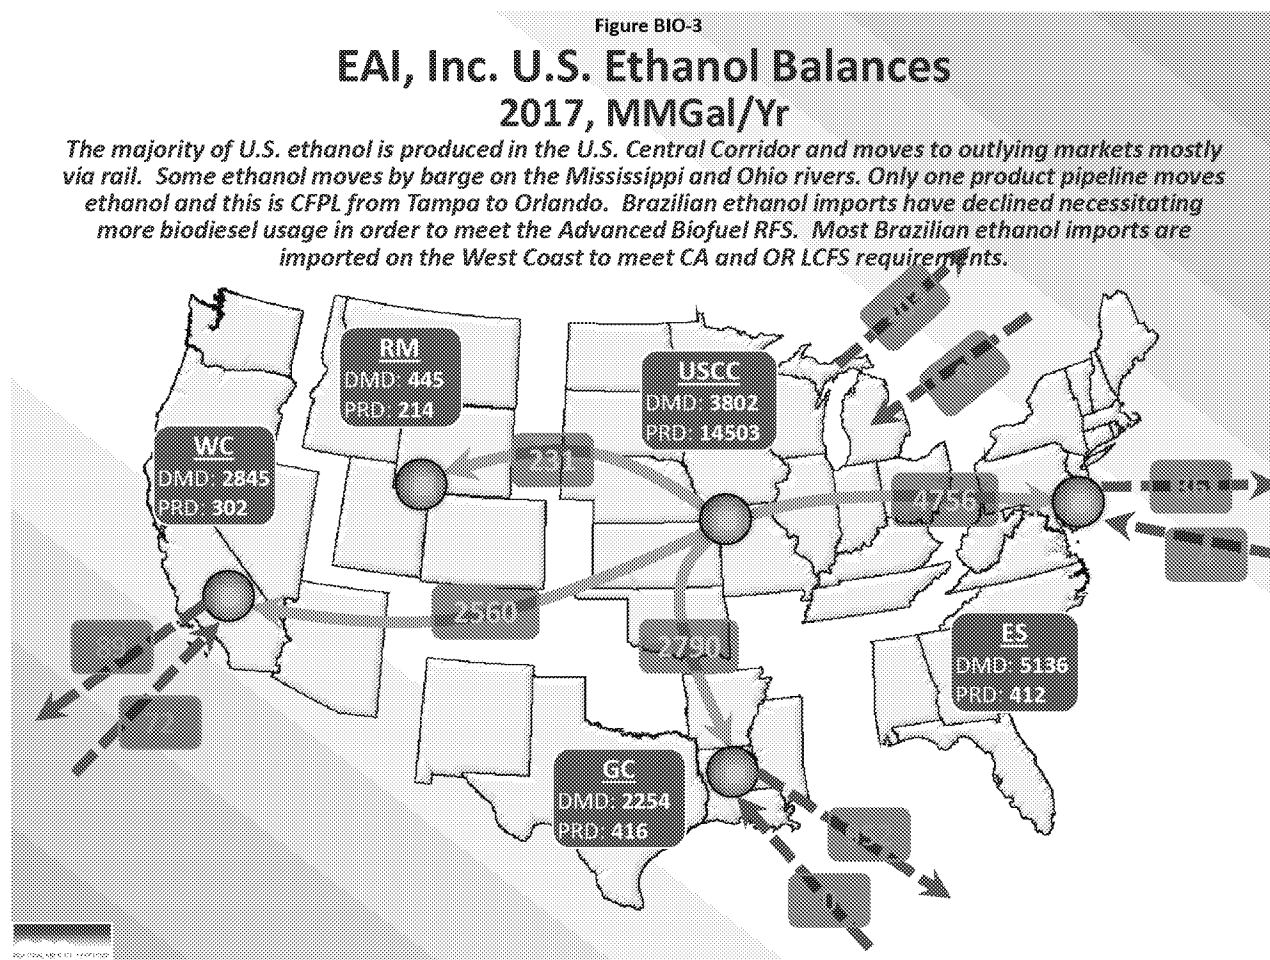 Figure BIO-3
EAI, Inc. U.S. Ethanol Balances
2017, MMGal/Yr
The majority of U.S. ethanol is produced in the U.S. Central Corridor and moves to outlying markets mostly
via rail. Some ethanol moves by barge on the Mississippi and Ohio rivers. Only one product pipeline moves
ethanol and this is CFPL from Tampa to Orlando. Brazilian ethanol imports have declined necessitating
more biodiesel usage in order to meet the Advanced Biofuel RFS. Most Brazilian ethanol imports are
imported on the West Coast to meet CA and OR LCFS requirements.
RM
DMD: 445
PRD: 214
USCC
DMD: 3802
PRD: 14503
WC
DMD: 2845
PRD: 302
231
4756
2560
2790
ES
DMD: 5136
PRD: 412
GC
DMD: 2254
PRD: 416